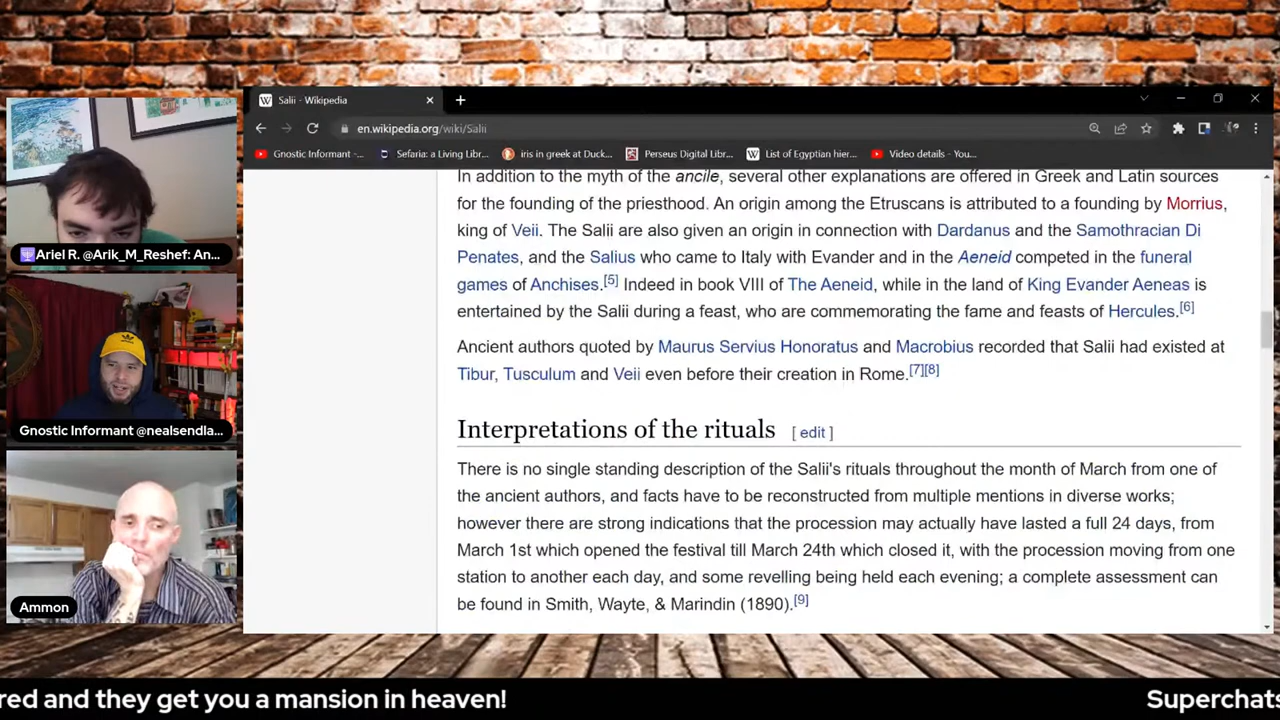 Salii - Wikipedia
en.wikipedia.org/wiki/Salii
Gnostic Informant -...
Sefaria: a Living Libr...
iris in greek at Duck...
Perseus Digital Libr...
List of Egyptian hier...
Video details - You...
In addition to the myth of the ancile, several other explanations are offered in Greek and Latin sources
for the founding of the priesthood. An origin among the Etruscans is attributed to a founding by Morrius,
king of Veii. The Salii are also given an origin in connection with Dardanus and the Samothracian Di
Penates, and the Salius who came to Italy with Evander and in the Aeneid competed in the funeral
games of Anchises.[5] Indeed in book VIII of The Aeneid, while in the land of King Evander Aeneas is
entertained by the Salii during a feast, who are commemorating the fame and feasts of Hercules.[6]
Ancient authors quoted by Maurus Servius Honoratus and Macrobius recorded that Salii had existed at
Tibur, Tusculum and Veii even before their creation in Rome.[7][8]
Interpretations of the rituals [ edit ]
There is no single standing description of the Salii's rituals throughout the month of March from one of
the ancient authors, and facts have to be reconstructed from multiple mentions in diverse works;
however there are strong indications that the procession may actually have lasted a full 24 days, from
March 1st which opened the festival till March 24th which closed it, with the procession moving from one
station to another each day, and some revelling being held each evening; a complete assessment can
be found in Smith, Wayte, & Marindin (1890).[9]
Ariel R. @Arik_M_Reshef: An...
Gnostic Informant @nealsendla...
Ammon
red and they get you a mansion in heaven!
Superchats